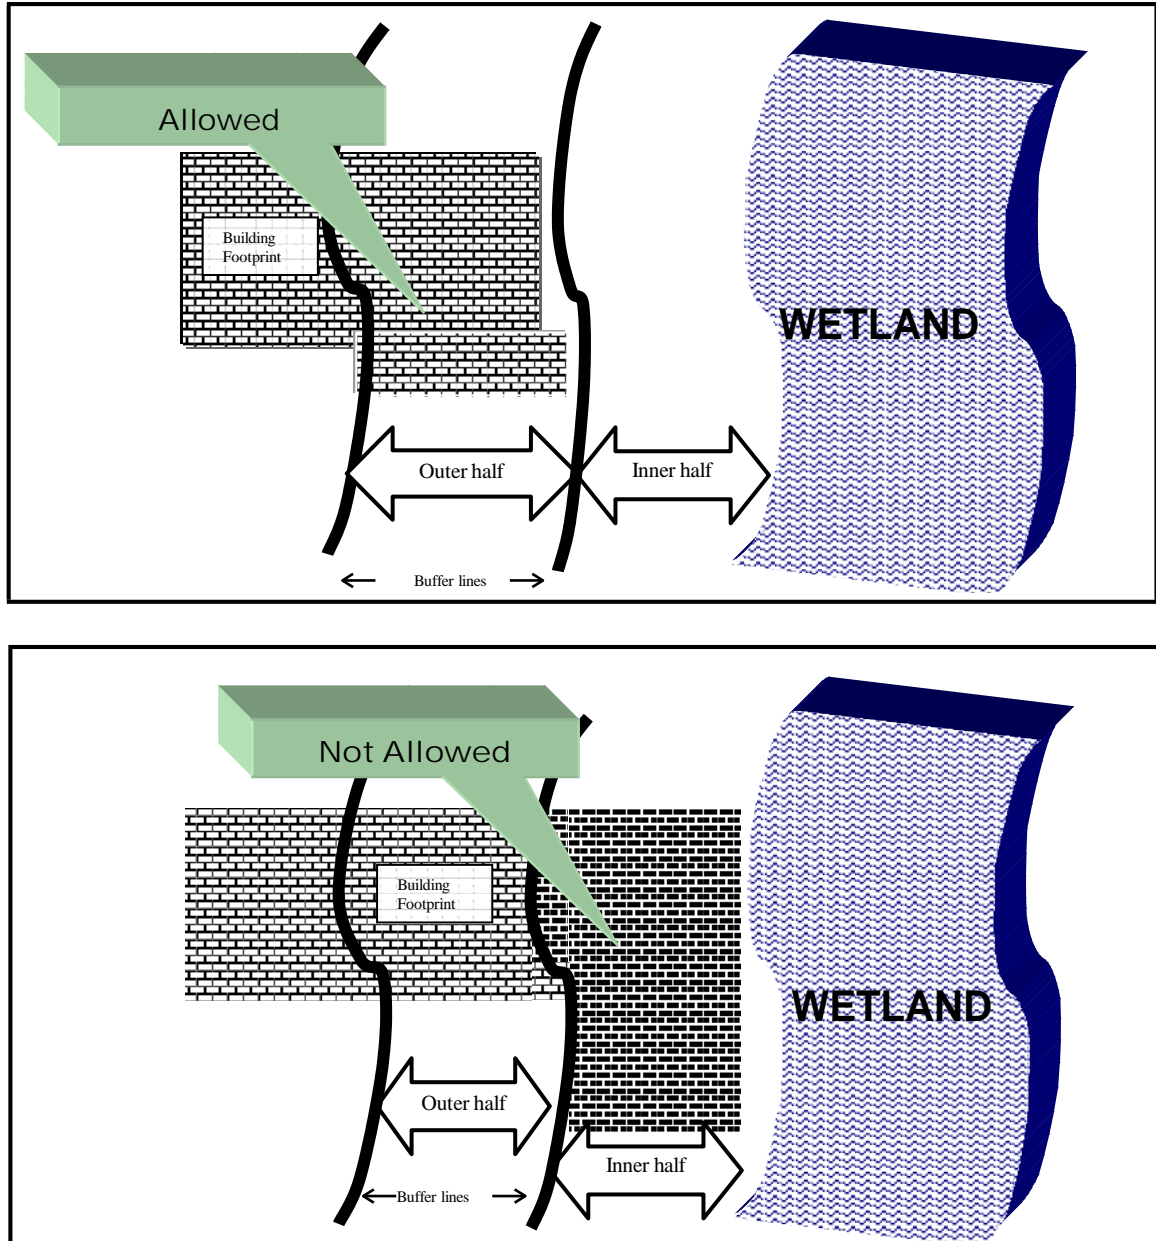 Allowed
Building
Footprint
WETLAND
Outer half
Inner half
Buffer lines
Not Allowed
Building
Footprint
WETLAND
Outer half
Inner half
Buffer lines